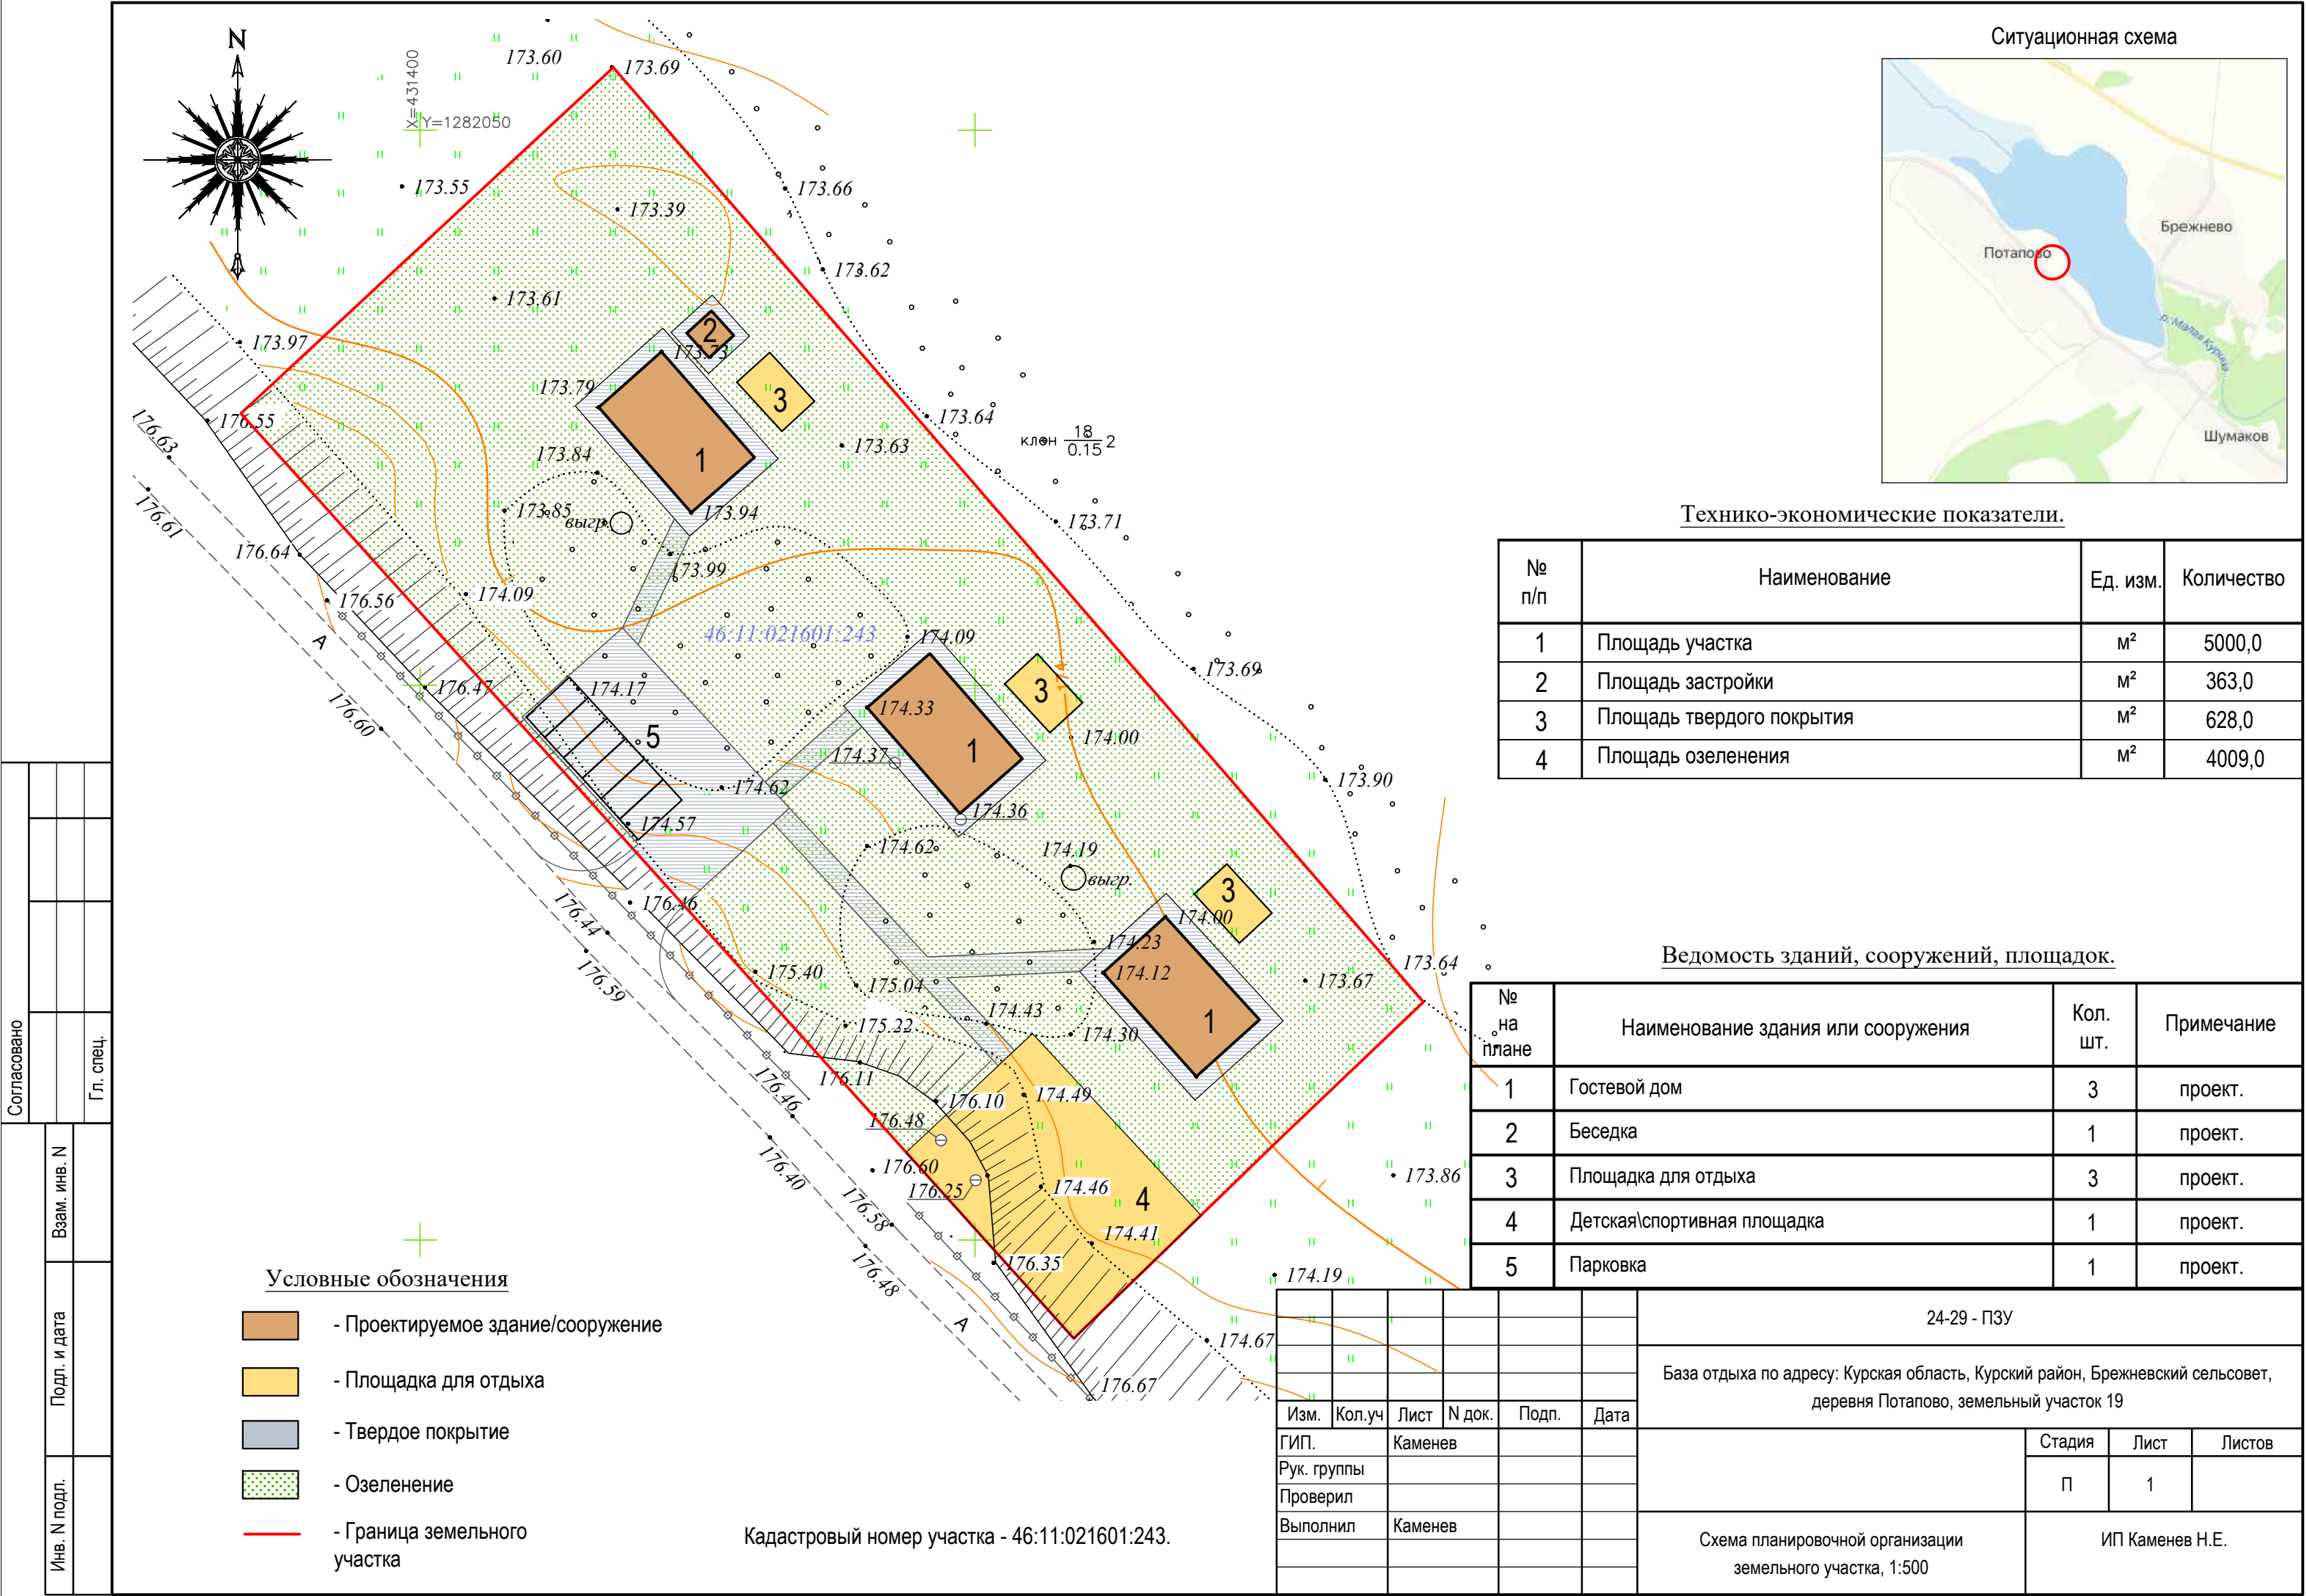 N
X=431400
Y=1282050
173.60
173.69
173.55
173.66
173.39
173.62
173.61
173.97
2
173.73
173.79
3
176.55
176.63
173.64
клен 18 2
0.15
173.84
1
173.63
176.61
173.85
выгр.
173.94
173.71
176.64
173.99
174.09
176.56
А
46:11:021601:243
174.09
173.69
176.47
174.17
174
3
176.60
174.33
5
1
174.00
174.37
174.62
173.90
174.57
174.36
174.62
174.19
выгр.
3
176.46
174.00
176.44
174.23
173.64
176.59
175.40
174.12
173.67
175.04
174.43
175.22
174.30
1
176.11
176.46
176.10
174.49
176.48
176.60
176.40
176.25
174.46
173.86
4
176.58
174.41
176.35
176.48
174.19
А
174.67
176.67
Ситуационная схема
Брежнево
Потапово
р. Малая Курица
Шумаков
Технико-экономические показатели.
№ п/п Наименование Ед. изм. Количество
1 Площадь участка м² 5000,0
2 Площадь застройки м² 363,0
3 Площадь твердого покрытия м² 628,0
4 Площадь озеленения м² 4009,0
Ведомость зданий, сооружений, площадок.
№ на плане Наименование здания или сооружения Кол. шт. Примечание
1 Гостевой дом 3 проект.
2 Беседка 1 проект.
3 Площадка для отдыха 3 проект.
4 Детская\спортивная площадка 1 проект.
5 Парковка 1 проект.
Условные обозначения
- Проектируемое здание/сооружение
- Площадка для отдыха
- Твердое покрытие
- Озеленение
- Граница земельного
участка
Кадастровый номер участка - 46:11:021601:243.
Согласовано
Гл. спец.
Взам. инв. N
Подп. и дата
Инв. N подл.
24-29 - ПЗУ
База отдыха по адресу: Курская область, Курский район, Брежневский сельсовет,
деревня Потапово, земельный участок 19
Изм. Кол.уч Лист N док. Подп. Дата
ГИП. Каменев
Рук. группы
Проверил
Выполнил Каменев
Стадия Лист Листов
П 1
Схема планировочной организации
земельного участка, 1:500
ИП Каменев Н.Е.